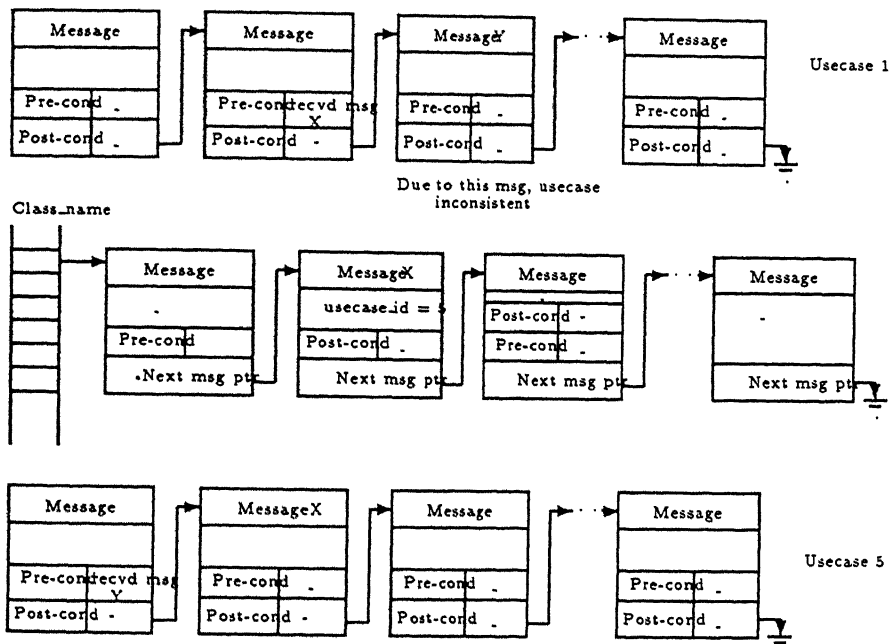 Message Message MessageY Message
Usecase 1
Pre-cond - Pre-cond recvd msg X Pre-cond - Pre-cond -
Post-cond - Post-cond - Post-cond - Post-cond -
Due to this msg, usecase
inconsistent
Class_name
Message MessageX Message Message
usecase_id = 5
Post-cond -
Pre-cond Post-cond - Pre-cond -
Next msg ptr Next msg ptr Next msg ptr Next msg ptr
Message MessageX Message Message
Usecase 5
Pre-cond recvd msg Y Pre-cond - Pre-cond - Pre-cond -
Post-cond - Post-cond - Post-cond - Post-cond -